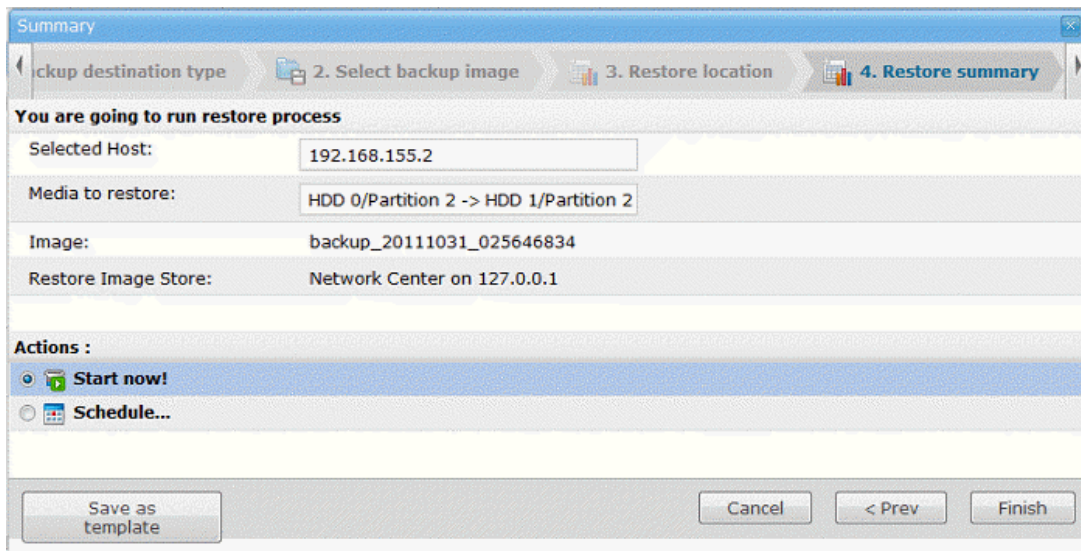 Summary
ckup destination type 2. Select backup image 3. Restore location 4. Restore summary
You are going to run restore process
Selected Host: 192.168.155.2
Media to restore: HDD 0/Partition 2 -> HDD 1/Partition 2
Image: backup_20111031_025646834
Restore Image Store: Network Center on 127.0.0.1
Actions :
Start now!
Schedule...
Save as
template
Cancel < Prev Finish